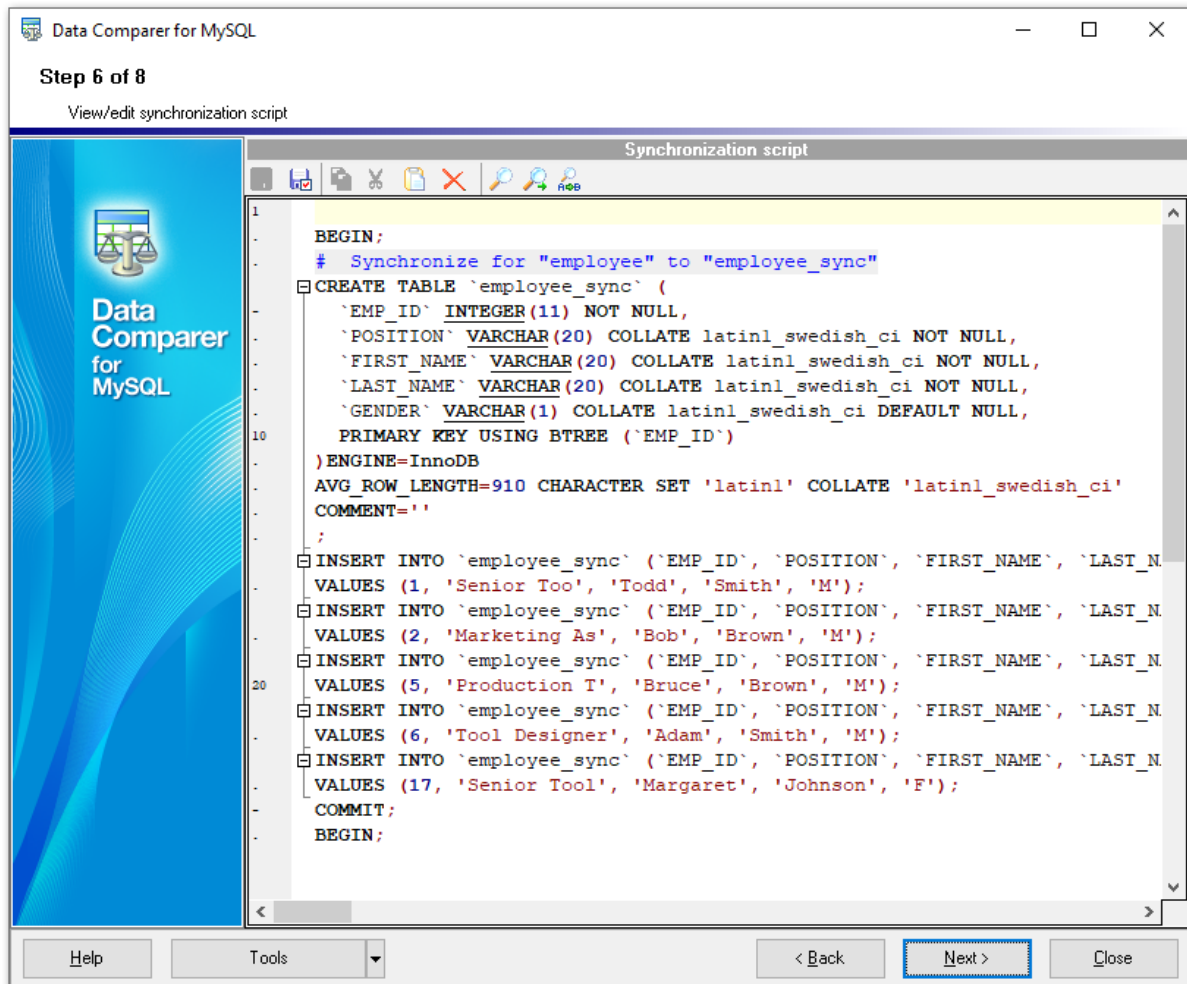 Data Comparer for MySQL
Step 6 of 8
View/edit synchronization script
Synchronization script
Data
Comparer
for
MySQL
A B
1
BEGIN;
#  Synchronize for "employee" to "employee_sync"
CREATE TABLE `employee_sync` (
`EMP_ID` INTEGER(11) NOT NULL,
`POSITION` VARCHAR(20) COLLATE latin1_swedish_ci NOT NULL,
`FIRST_NAME` VARCHAR(20) COLLATE latin1_swedish_ci NOT NULL,
`LAST_NAME` VARCHAR(20) COLLATE latin1_swedish_ci NOT NULL,
`GENDER` VARCHAR(1) COLLATE latin1_swedish_ci DEFAULT NULL,
10 PRIMARY KEY USING BTREE (`EMP_ID`)
)ENGINE=InnoDB
AVG_ROW_LENGTH=910 CHARACTER SET 'latin1' COLLATE 'latin1_swedish_ci'
COMMENT=''
;
INSERT INTO `employee_sync` (`EMP_ID`, `POSITION`, `FIRST_NAME`, `LAST_N
VALUES (1, 'Senior Too', 'Todd', 'Smith', 'M');
INSERT INTO `employee_sync` (`EMP_ID`, `POSITION`, `FIRST_NAME`, `LAST_N
VALUES (2, 'Marketing As', 'Bob', 'Brown', 'M');
INSERT INTO `employee_sync` (`EMP_ID`, `POSITION`, `FIRST_NAME`, `LAST_N
20 VALUES (5, 'Production T', 'Bruce', 'Brown', 'M');
INSERT INTO `employee_sync` (`EMP_ID`, `POSITION`, `FIRST_NAME`, `LAST_N
VALUES (6, 'Tool Designer', 'Adam', 'Smith', 'M');
INSERT INTO `employee_sync` (`EMP_ID`, `POSITION`, `FIRST_NAME`, `LAST_N
VALUES (17, 'Senior Tool', 'Margaret', 'Johnson', 'F');
COMMIT;
BEGIN;
Help
Tools
< Back
Next >
Close